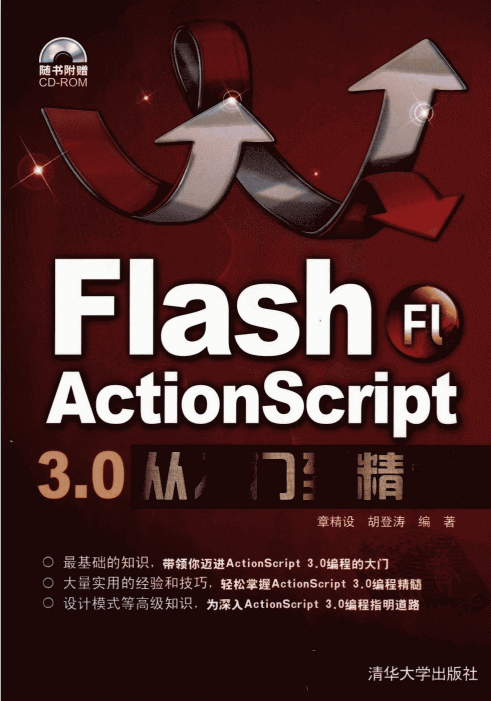 随书附赠
CD-ROM
Flash
Fl
ActionScript
3.0 从入门到精
章精设 胡登涛 编 著
最基础的知识，带领你迈进ActionScript 3.0编程的大门
大量实用的经验和技巧，轻松掌握ActionScript 3.0编程精髓
设计模式等高级知识，为深入ActionScript 3.0编程指明道路
清华大学出版社